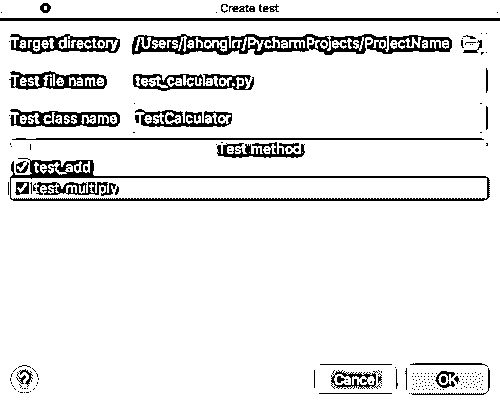 Create test
Target directory /Users/jahongirr/PycharmProjects/ProjectName
Test file name test_calculator.py
Test class name TestCalculator
Test method
test_add
test_multiply
?
Cancel OK